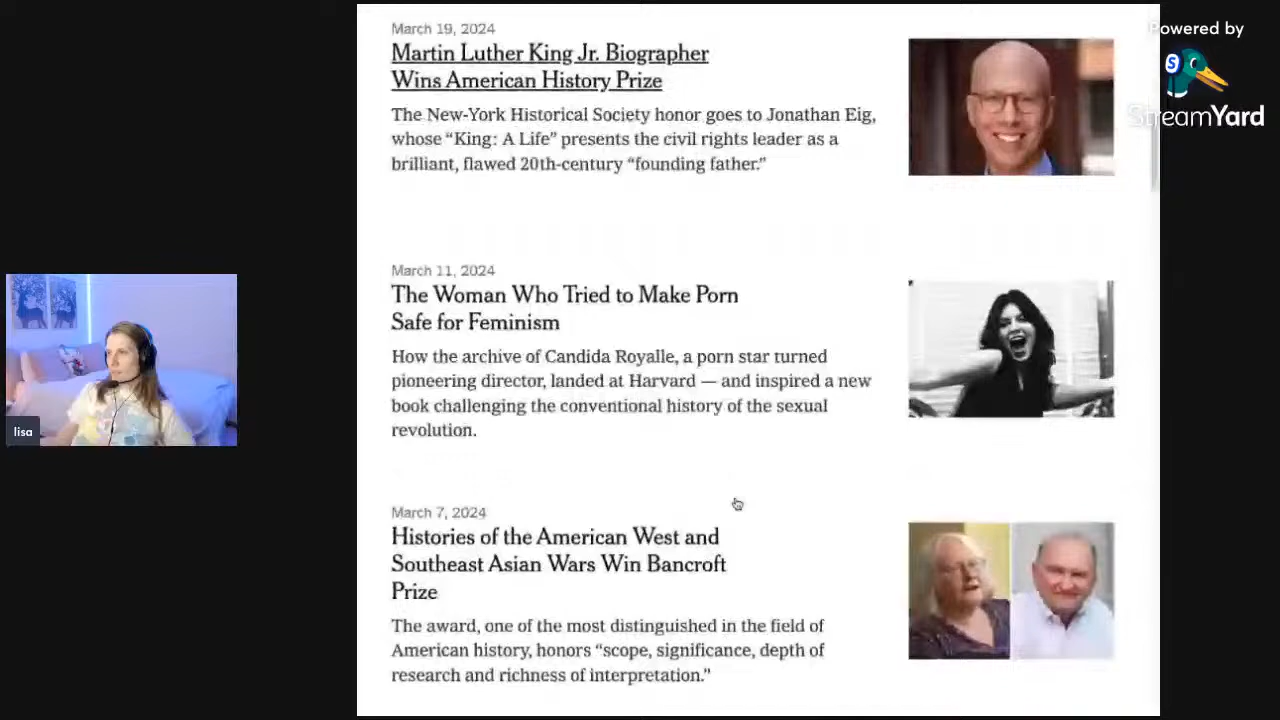 March 19, 2024
Martin Luther King Jr. Biographer
Wins American History Prize
The New-York Historical Society honor goes to Jonathan Eig,
whose “King: A Life” presents the civil rights leader as a
brilliant, flawed 20th-century “founding father.”
March 11, 2024
The Woman Who Tried to Make Porn
Safe for Feminism
How the archive of Candida Royalle, a porn star turned
pioneering director, landed at Harvard — and inspired a new
book challenging the conventional history of the sexual
revolution.
March 7, 2024
Histories of the American West and
Southeast Asian Wars Win Bancroft
Prize
The award, one of the most distinguished in the field of
American history, honors “scope, significance, depth of
research and richness of interpretation.”
lisa
Powered by
S
StreamYard